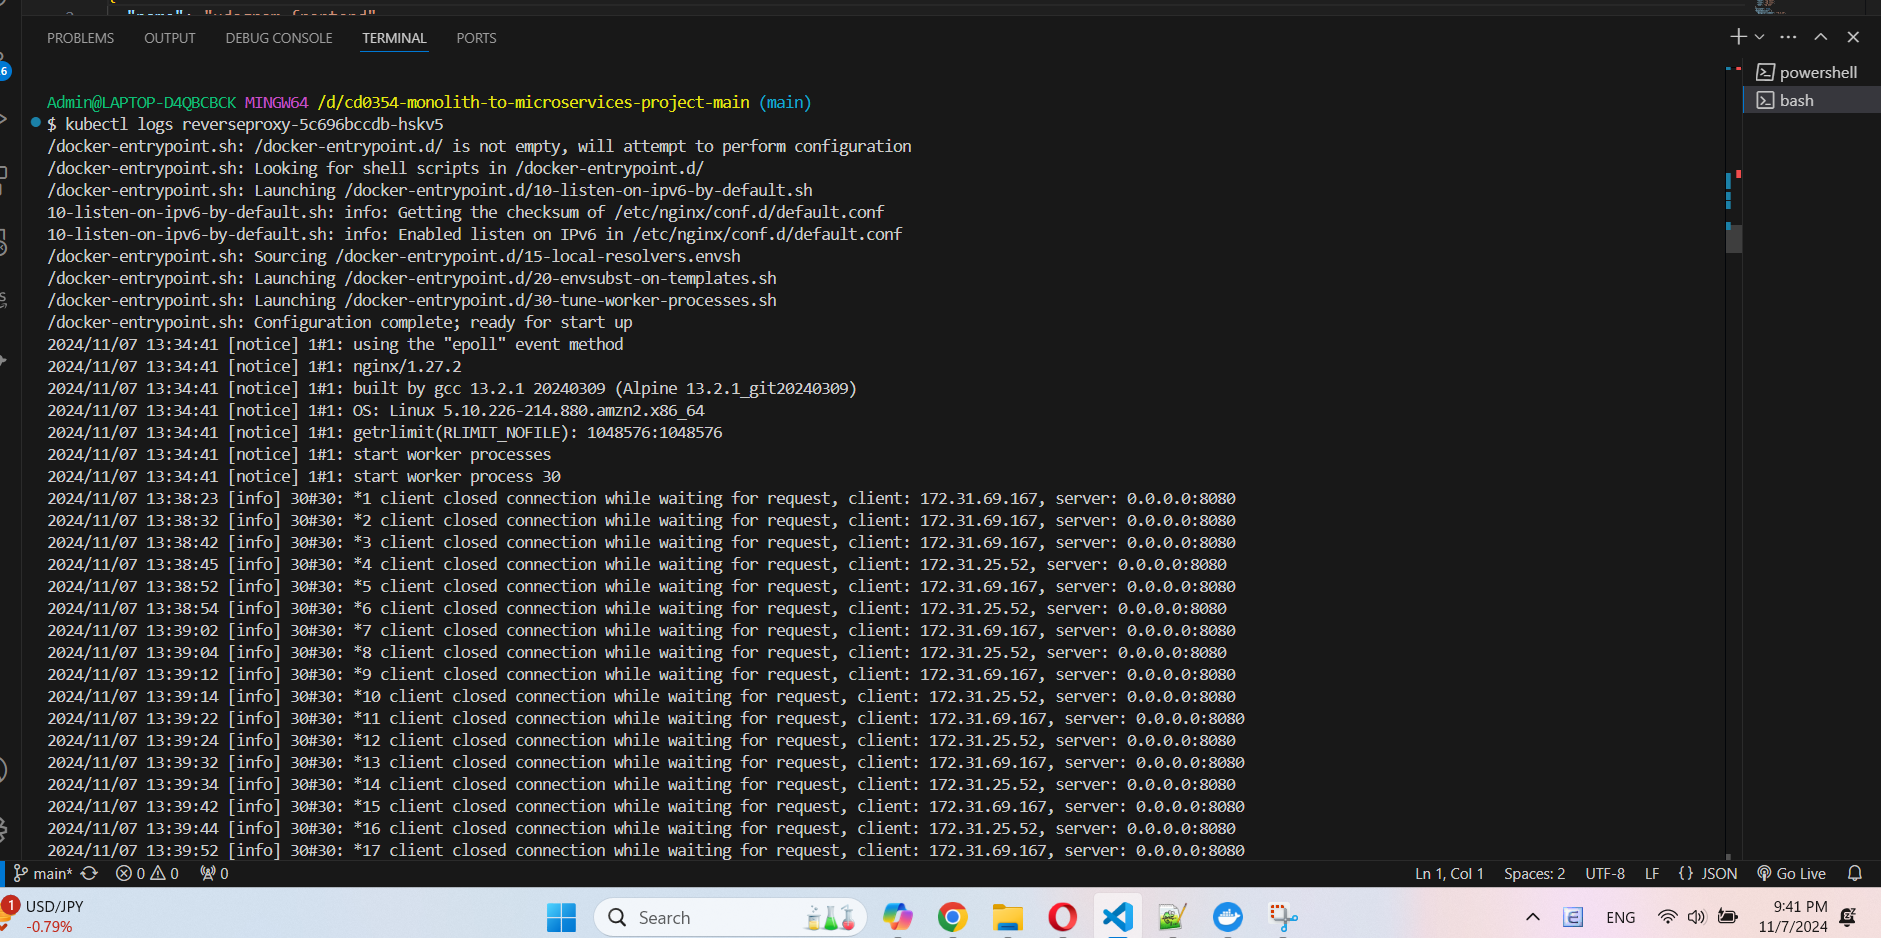 PROBLEMS OUTPUT DEBUG CONSOLE TERMINAL PORTS
powershell
bash
Admin@LAPTOP-D4QBCBCK MINGW64 /d/cd0354-monolith-to-microservices-project-main (main)
$ kubectl logs reverseproxy-5c696bccdb-hskv5
/docker-entrypoint.sh: /docker-entrypoint.d/ is not empty, will attempt to perform configuration
/docker-entrypoint.sh: Looking for shell scripts in /docker-entrypoint.d/
/docker-entrypoint.sh: Launching /docker-entrypoint.d/10-listen-on-ipv6-by-default.sh
10-listen-on-ipv6-by-default.sh: info: Getting the checksum of /etc/nginx/conf.d/default.conf
10-listen-on-ipv6-by-default.sh: info: Enabled listen on IPv6 in /etc/nginx/conf.d/default.conf
/docker-entrypoint.sh: Sourcing /docker-entrypoint.d/15-local-resolvers.envsh
/docker-entrypoint.sh: Launching /docker-entrypoint.d/20-envsubst-on-templates.sh
/docker-entrypoint.sh: Launching /docker-entrypoint.d/30-tune-worker-processes.sh
/docker-entrypoint.sh: Configuration complete; ready for start up
2024/11/07 13:34:41 [notice] 1#1: using the "epoll" event method
2024/11/07 13:34:41 [notice] 1#1: nginx/1.27.2
2024/11/07 13:34:41 [notice] 1#1: built by gcc 13.2.1 20240309 (Alpine 13.2.1_git20240309)
2024/11/07 13:34:41 [notice] 1#1: OS: Linux 5.10.226-214.880.amzn2.x86_64
2024/11/07 13:34:41 [notice] 1#1: getrlimit(RLIMIT_NOFILE): 1048576:1048576
2024/11/07 13:34:41 [notice] 1#1: start worker processes
2024/11/07 13:34:41 [notice] 1#1: start worker process 30
2024/11/07 13:38:23 [info] 30#30: *1 client closed connection while waiting for request, client: 172.31.69.167, server: 0.0.0.0:8080
2024/11/07 13:38:32 [info] 30#30: *2 client closed connection while waiting for request, client: 172.31.69.167, server: 0.0.0.0:8080
2024/11/07 13:38:42 [info] 30#30: *3 client closed connection while waiting for request, client: 172.31.69.167, server: 0.0.0.0:8080
2024/11/07 13:38:45 [info] 30#30: *4 client closed connection while waiting for request, client: 172.31.25.52, server: 0.0.0.0:8080
2024/11/07 13:38:52 [info] 30#30: *5 client closed connection while waiting for request, client: 172.31.69.167, server: 0.0.0.0:8080
2024/11/07 13:38:54 [info] 30#30: *6 client closed connection while waiting for request, client: 172.31.25.52, server: 0.0.0.0:8080
2024/11/07 13:39:02 [info] 30#30: *7 client closed connection while waiting for request, client: 172.31.69.167, server: 0.0.0.0:8080
2024/11/07 13:39:04 [info] 30#30: *8 client closed connection while waiting for request, client: 172.31.25.52, server: 0.0.0.0:8080
2024/11/07 13:39:12 [info] 30#30: *9 client closed connection while waiting for request, client: 172.31.69.167, server: 0.0.0.0:8080
2024/11/07 13:39:14 [info] 30#30: *10 client closed connection while waiting for request, client: 172.31.25.52, server: 0.0.0.0:8080
2024/11/07 13:39:22 [info] 30#30: *11 client closed connection while waiting for request, client: 172.31.69.167, server: 0.0.0.0:8080
2024/11/07 13:39:24 [info] 30#30: *12 client closed connection while waiting for request, client: 172.31.25.52, server: 0.0.0.0:8080
2024/11/07 13:39:32 [info] 30#30: *13 client closed connection while waiting for request, client: 172.31.69.167, server: 0.0.0.0:8080
2024/11/07 13:39:34 [info] 30#30: *14 client closed connection while waiting for request, client: 172.31.25.52, server: 0.0.0.0:8080
2024/11/07 13:39:42 [info] 30#30: *15 client closed connection while waiting for request, client: 172.31.69.167, server: 0.0.0.0:8080
2024/11/07 13:39:44 [info] 30#30: *16 client closed connection while waiting for request, client: 172.31.25.52, server: 0.0.0.0:8080
2024/11/07 13:39:52 [info] 30#30: *17 client closed connection while waiting for request, client: 172.31.69.167, server: 0.0.0.0:8080
6
main* 0 0 0 Ln 1, Col 1 Spaces: 2 UTF-8 LF {} JSON Go Live
1
USD/JPY
-0.79%
Search
ENG
9:41 PM
11/7/2024